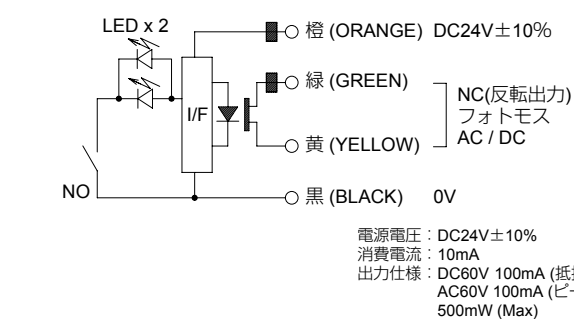 LED x 2
橙 (ORANGE) DC24V±10%
緑 (GREEN)
NC(反転出力)
フォトモス
AC / DC
I/F
黄 (YELLOW)
NO
黒 (BLACK) 0V
電源電圧：DC24V±10%
消費電流：10mA
出力仕様：DC60V 100mA (抵
AC60V 100mA (ピー
500mW (Max)